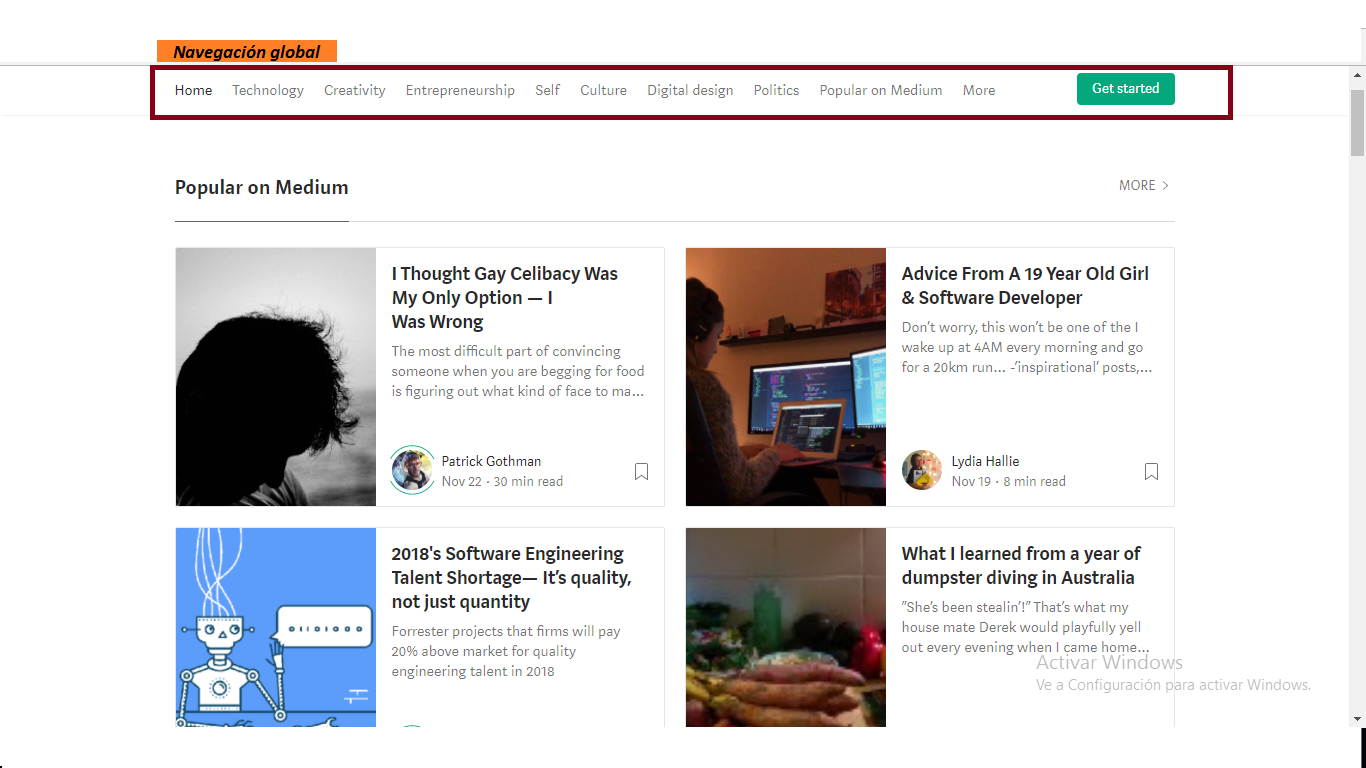 Navegación global
Home Technology Creativity Entrepreneurship Self Culture Digital design Politics Popular on Medium More Get started
Popular on Medium
MORE
I Thought Gay Celibacy Was
My Only Option — I
Was Wrong
The most difficult part of convincing
someone when you are begging for food
is figuring out what kind of face to ma…
Patrick Gothman
Nov 22 · 30 min read
Advice From A 19 Year Old Girl
& Software Developer
Don’t worry, this won’t be one of the I
wake up at 4AM every morning and go
for a 20km run… -‘inspirational’ posts,…
Lydia Hallie
Nov 19 · 8 min read
2018's Software Engineering
Talent Shortage— It’s quality,
not just quantity
Forrester projects that firms will pay
20% above market for quality
engineering talent in 2018
What I learned from a year of
dumpster diving in Australia
”She’s been stealin’!” That’s what my
house mate Derek would playfully yell
out every evening when I came home…
Activar Windows
Ve a Configuración para activar Windows.